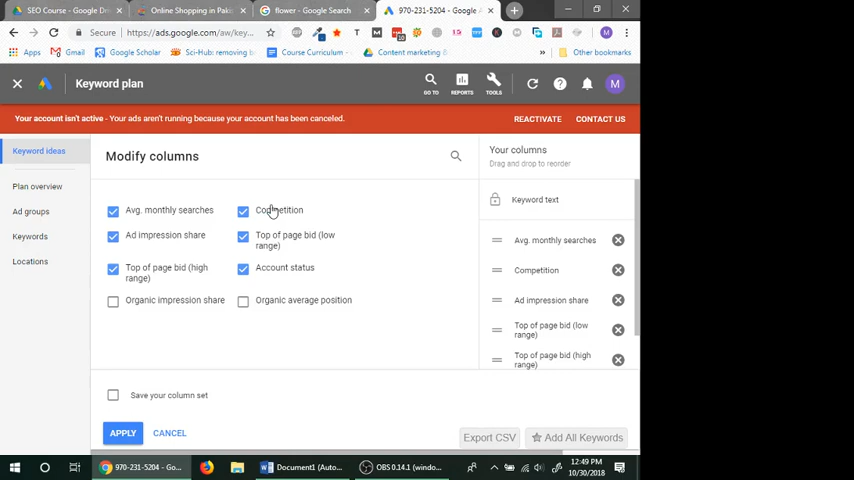 SEO Course - Google Dri
Online Shopping in Paki
flower - Google Search
970-231-5204 - Google A
Secure
https://ads.google.com/aw/key...
Apps
Gmail
Google Scholar
Sci-Hub: removing b
Course Curriculum -
Content marketing B
Other bookmarks
Keyword plan
GO TO
REPORTS
TOOLS
M
Your account isn't active - Your ads aren't running because your account has been canceled.
REACTIVATE
CONTACT US
Keyword ideas
Plan overview
Ad groups
Keywords
Locations
Modify columns
Avg. monthly searches
Competition
Ad impression share
Top of page bid (low
range)
Top of page bid (high
range)
Account status
Organic impression share
Organic average position
Save your column set
APPLY
CANCEL
Your columns
Drag and drop to reorder
Keyword text
Avg. monthly searches
Competition
Ad impression share
Top of page bid (low
range)
Top of page bid (high
range)
Export CSV
Add All Keywords
970-231-5204 - Go...
Document1 (Auto...
OBS 0.14.1 (windo...
12:49 PM
10/30/2018